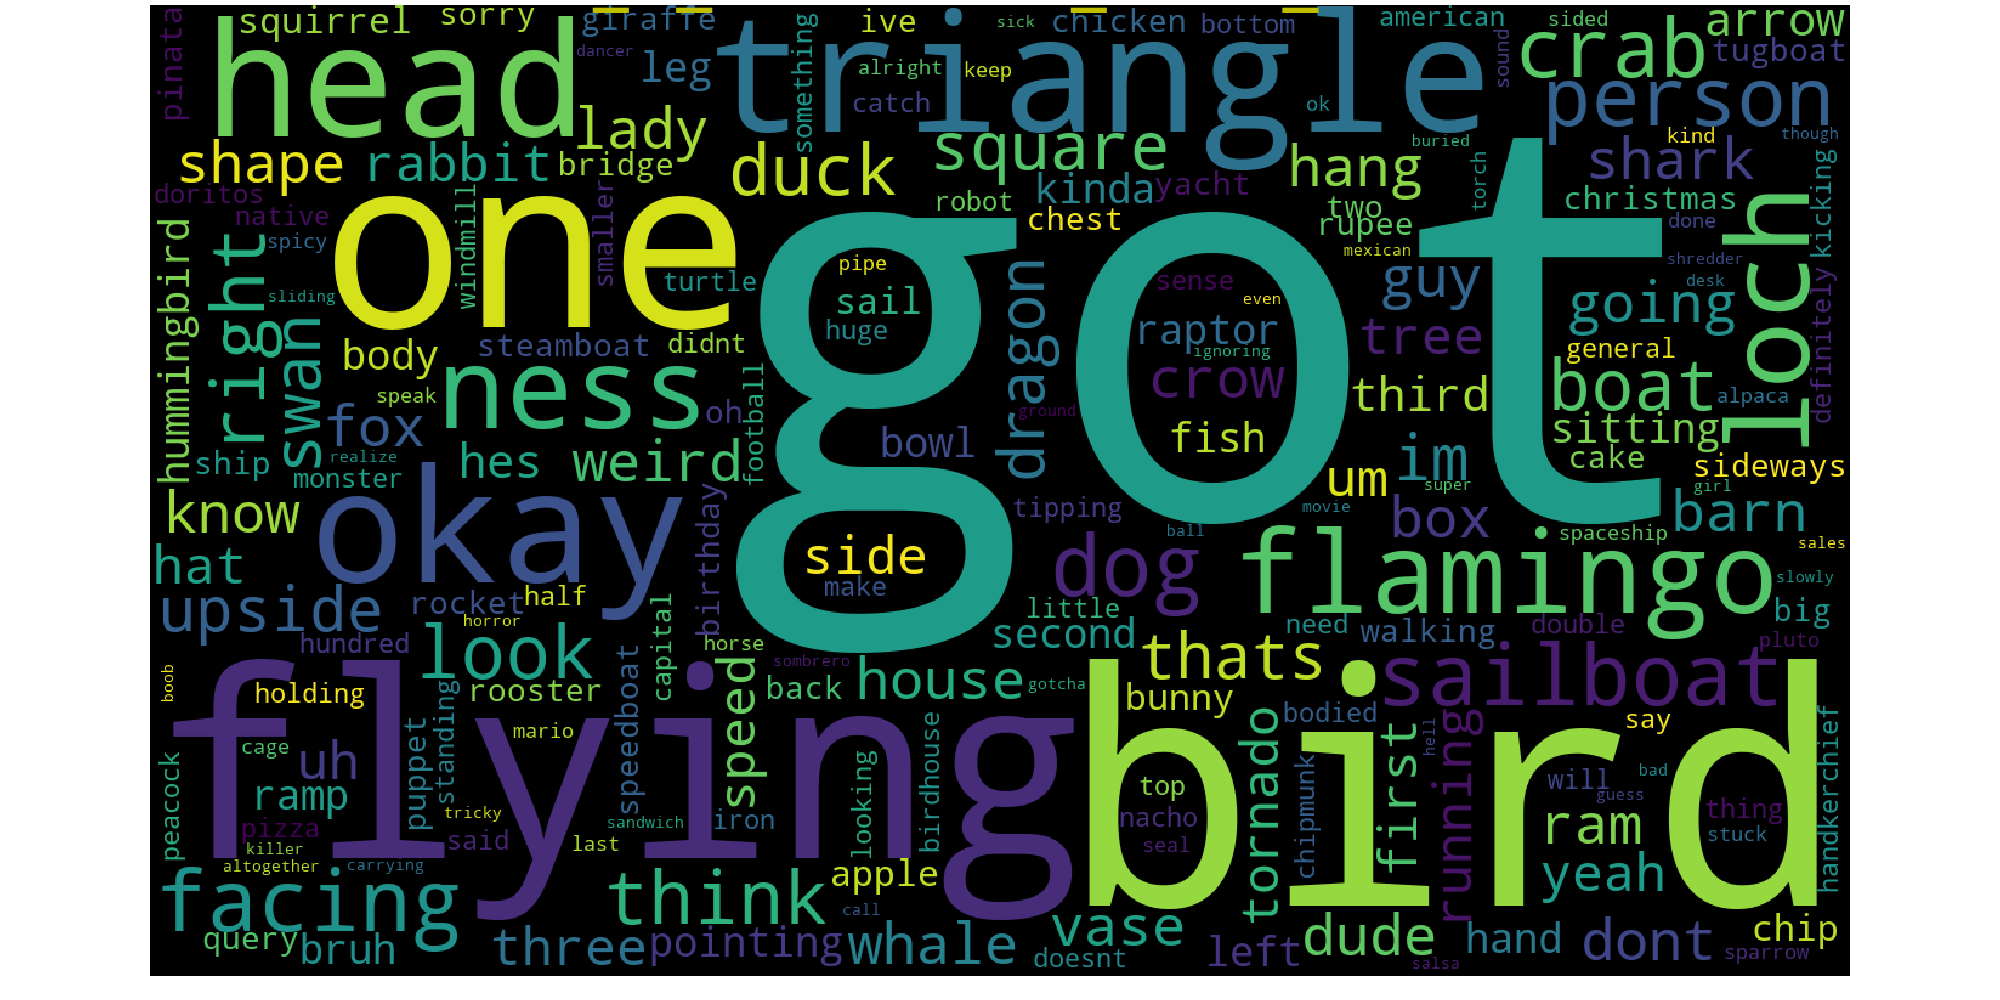 squirrel sorry giraffe ive sick chicken bottom american sided arrow
pinata head dancer leg something alright keep triangle sound crab tugboat
catch ok person
lady buried kind though
shape rabbit bridge duck square hang torch shark kicking
doritos native smaller robot kinda yacht two christmas
windmill chest rupee done
hummingbird spicy right one pipe sense mexican guy shredder loch
sliding turtle sail even going desk
swan huge dragon raptor tree definitely
body steamboat didnt got ignoring general
ness speak crow third boat alpaca
fox oh football ground
hes bowl fish sitting
ship realize weird im cake sideways
monster super girl
know okay birthday tipping um movie box barn
ball spaceship sales
hat side dog flamingo
make slowly
upside rocket half little big
horror second need walking double
hundred look capital horse thats pluto
boob holding rooster speed sombrero back house gotcha bunny sailboat
flying bird
cage puppet standing speedboat mario looking birdhouse tornado bodied first running say handkerchief
peacock uh top hell bad
ramp chipmunk will guess
tricky sandwich iron nacho thing
pizza said last seal ram stuck
killer
altogether carrying apple yeah
facing think call
query vase chip
bruh three pointing whale doesnt left dude hand dont sparrow
salsa